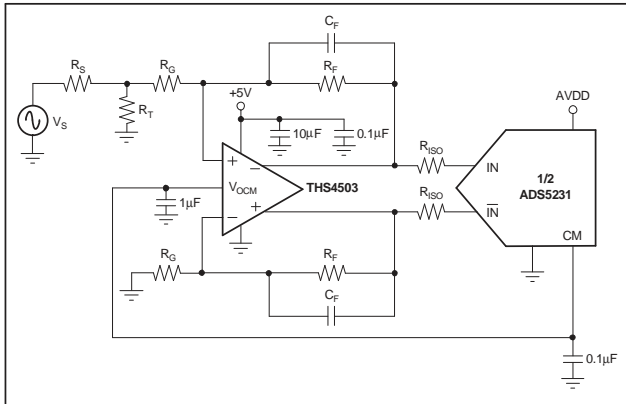 C_F
R_S
R_G
R_F
+5V
AVDD
R_T
V_S
10µF
0.1µF
R_ISO
+
−
IN
1/2
ADS5231
V_OCM
THS4503
R_ISO
IN̅
1µF
−
+
CM
R_G
R_F
C_F
0.1µF